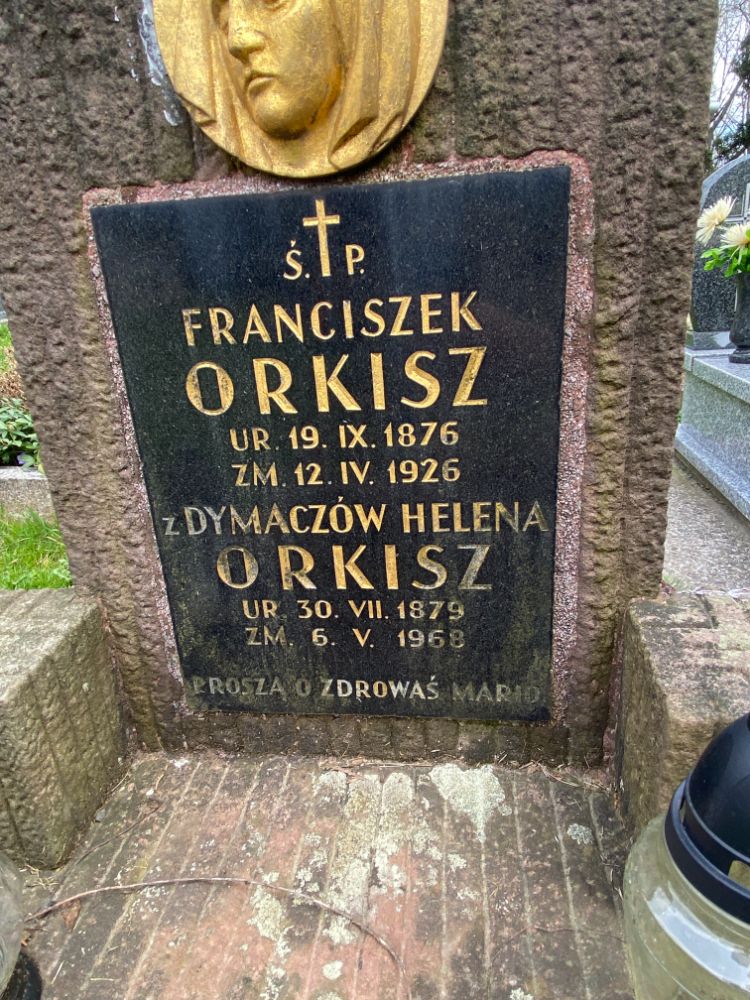 Ś. P.
FRANCISZEK
ORKISZ
UR. 19. IX. 1876
ZM. 12. IV. 1926
z DYMACZÓW HELENA
ORKISZ
UR. 30. VII. 1879
ZM. 6. V. 1968
PROSZĄ O ZDROWAŚ MARIO